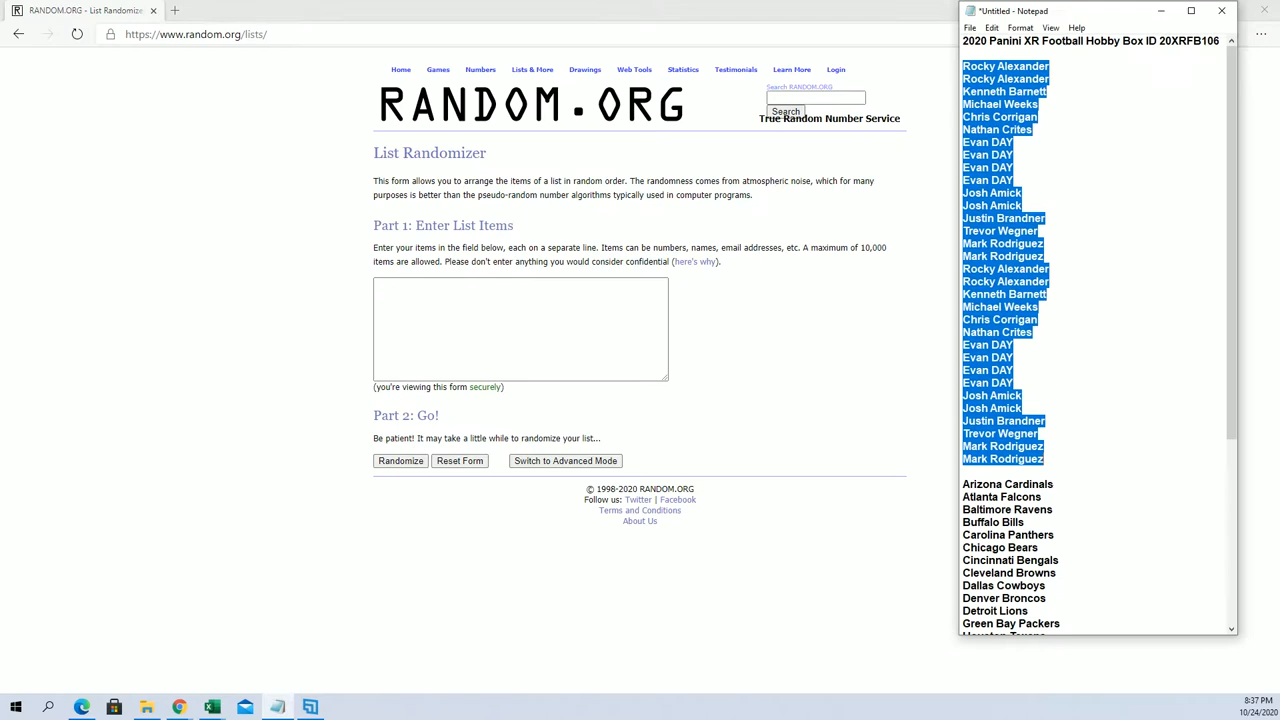 RANDOM.ORG - List Randomize
https://www.random.org/lists/
Home Games Numbers Lists & More Drawings Web Tools Statistics Testimonials Learn More Login
RANDOM.ORG
Search RANDOM.ORG
Search
True Random Number Service
List Randomizer
This form allows you to arrange the items of a list in random order. The randomness comes from atmospheric noise, which for many
purposes is better than the pseudo-random number algorithms typically used in computer programs.
Part 1: Enter List Items
Enter your items in the field below, each on a separate line. Items can be numbers, names, email addresses, etc. A maximum of 10,000
items are allowed. Please don't enter anything you would consider confidential (here's why).
(you're viewing this form securely)
Part 2: Go!
Be patient! It may take a little while to randomize your list...
Randomize Reset Form Switch to Advanced Mode
© 1998-2020 RANDOM.ORG
Follow us: Twitter | Facebook
Terms and Conditions
About Us
*Untitled - Notepad
File Edit Format View Help
2020 Panini XR Football Hobby Box ID 20XRFB106
Rocky Alexander
Rocky Alexander
Kenneth Barnett
Michael Weeks
Chris Corrigan
Nathan Crites
Evan DAY
Evan DAY
Evan DAY
Evan DAY
Josh Amick
Josh Amick
Justin Brandner
Trevor Wegner
Mark Rodriguez
Mark Rodriguez
Rocky Alexander
Rocky Alexander
Kenneth Barnett
Michael Weeks
Chris Corrigan
Nathan Crites
Evan DAY
Evan DAY
Evan DAY
Evan DAY
Josh Amick
Josh Amick
Justin Brandner
Trevor Wegner
Mark Rodriguez
Mark Rodriguez
Arizona Cardinals
Atlanta Falcons
Baltimore Ravens
Buffalo Bills
Carolina Panthers
Chicago Bears
Cincinnati Bengals
Cleveland Browns
Dallas Cowboys
Denver Broncos
Detroit Lions
Green Bay Packers
Houston Texans
8:37 PM
10/24/2020